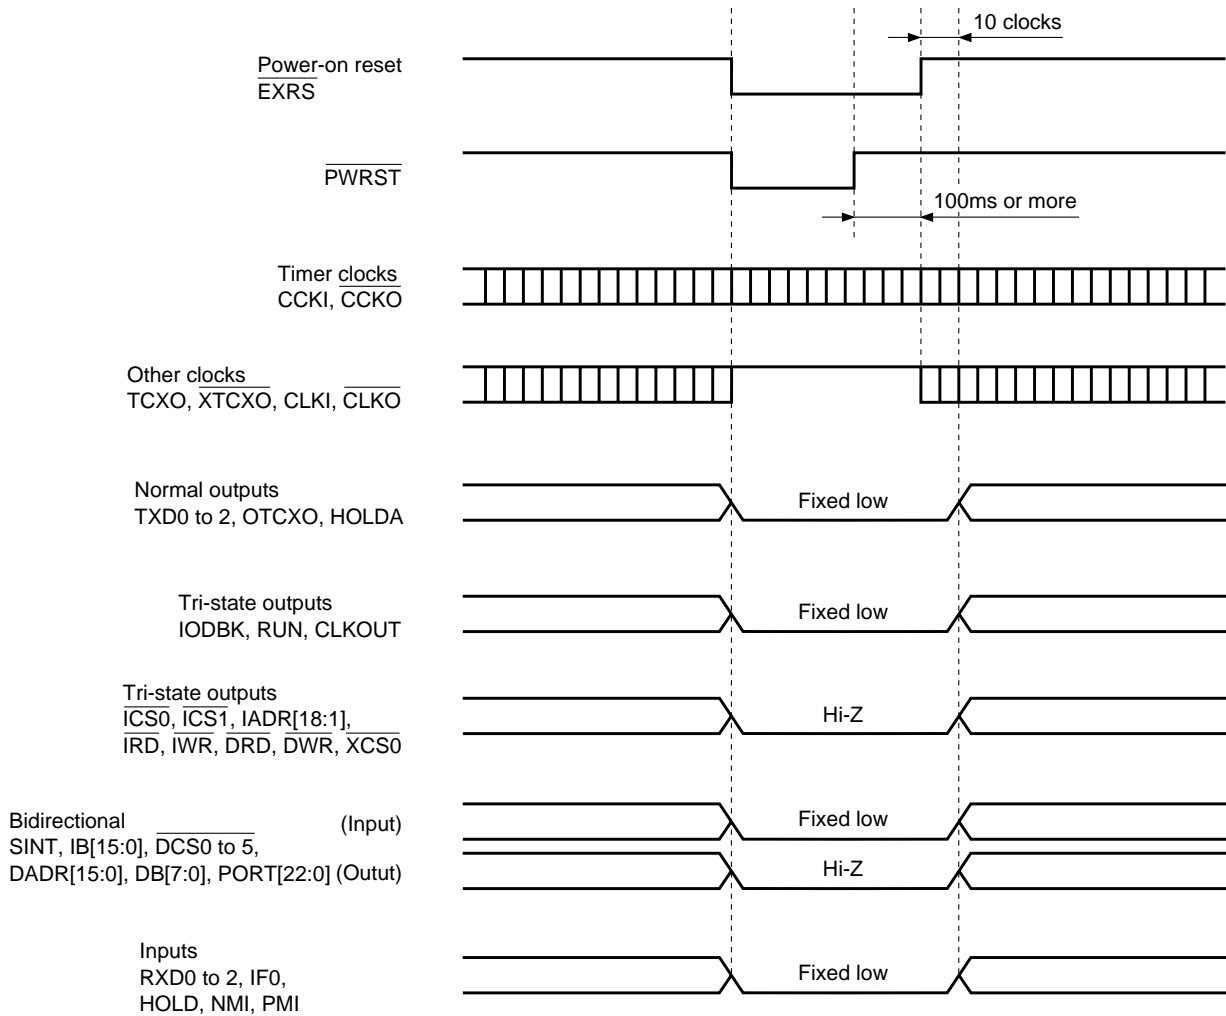 10 clocks
Power-on reset
EXRS
PWRST
100ms or more
Timer clocks
CCKI, CCKO
Other clocks
TCXO, XTCXO, CLKI, CLKO
Normal outputs
TXD0 to 2, OTCXO, HOLDA
Fixed low
Tri-state outputs
IODBK, RUN, CLKOUT
Fixed low
Tri-state outputs
ICS0, ICS1, IADR[18:1],
IRD, IWR, DRD, DWR, XCS0
Hi-Z
Bidirectional (Input)
SINT, IB[15:0], DCS0 to 5,
DADR[15:0], DB[7:0], PORT[22:0] (Outut)
Fixed low
Hi-Z
Inputs
RXD0 to 2, IF0,
HOLD, NMI, PMI
Fixed low